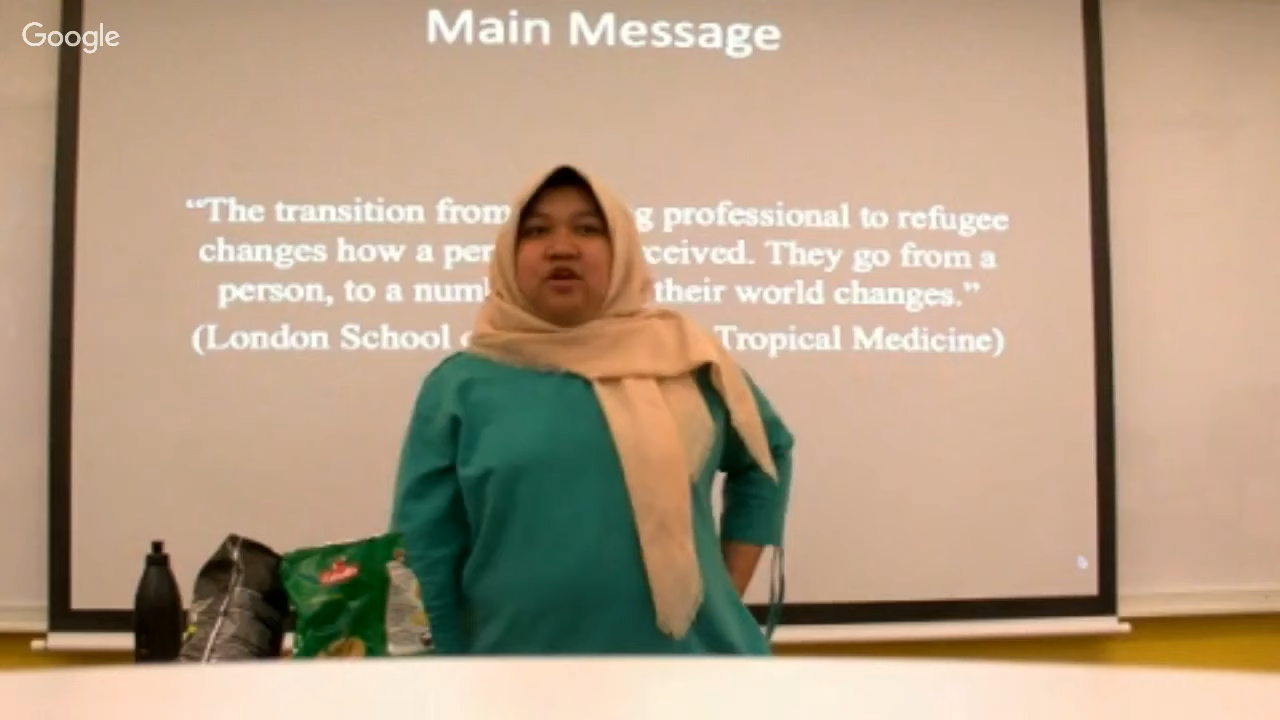 Google
Main Message
“The transition from g professional to refugee
changes how a per ceived. They go from a
person, to a num their world changes.”
(London School Tropical Medicine)